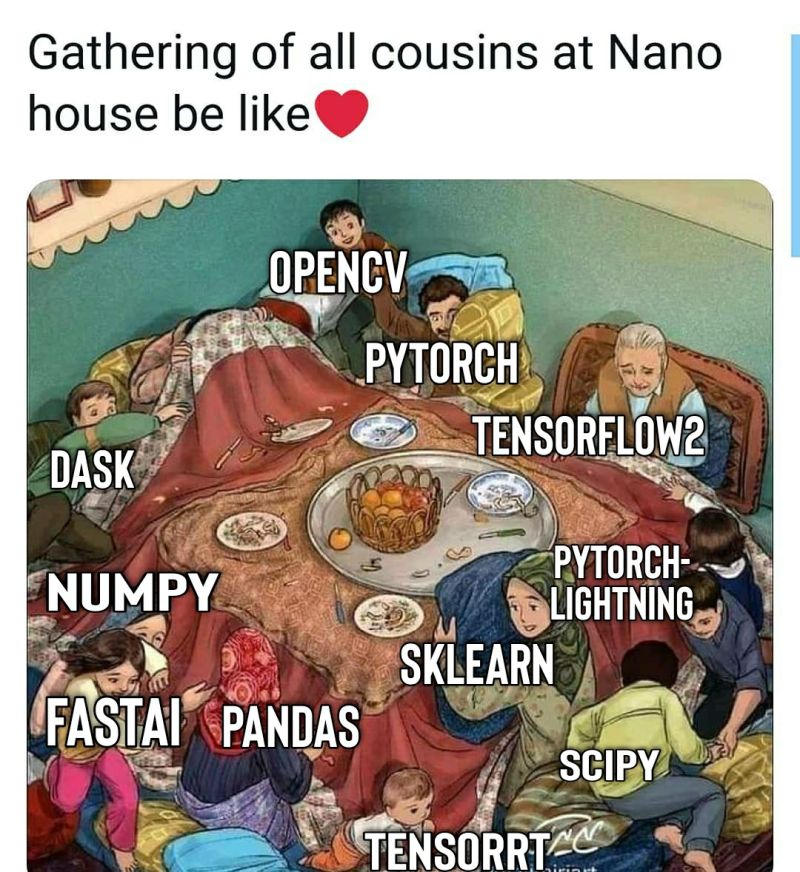 Gathering of all cousins at Nano
house be like❤️
OPENCV
PYTORCH
TENSORFLOW2
DASK
PYTORCH-
LIGHTNING
NUMPY
SKLEARN
FASTAI
PANDAS
SCIPY
TENSORRT